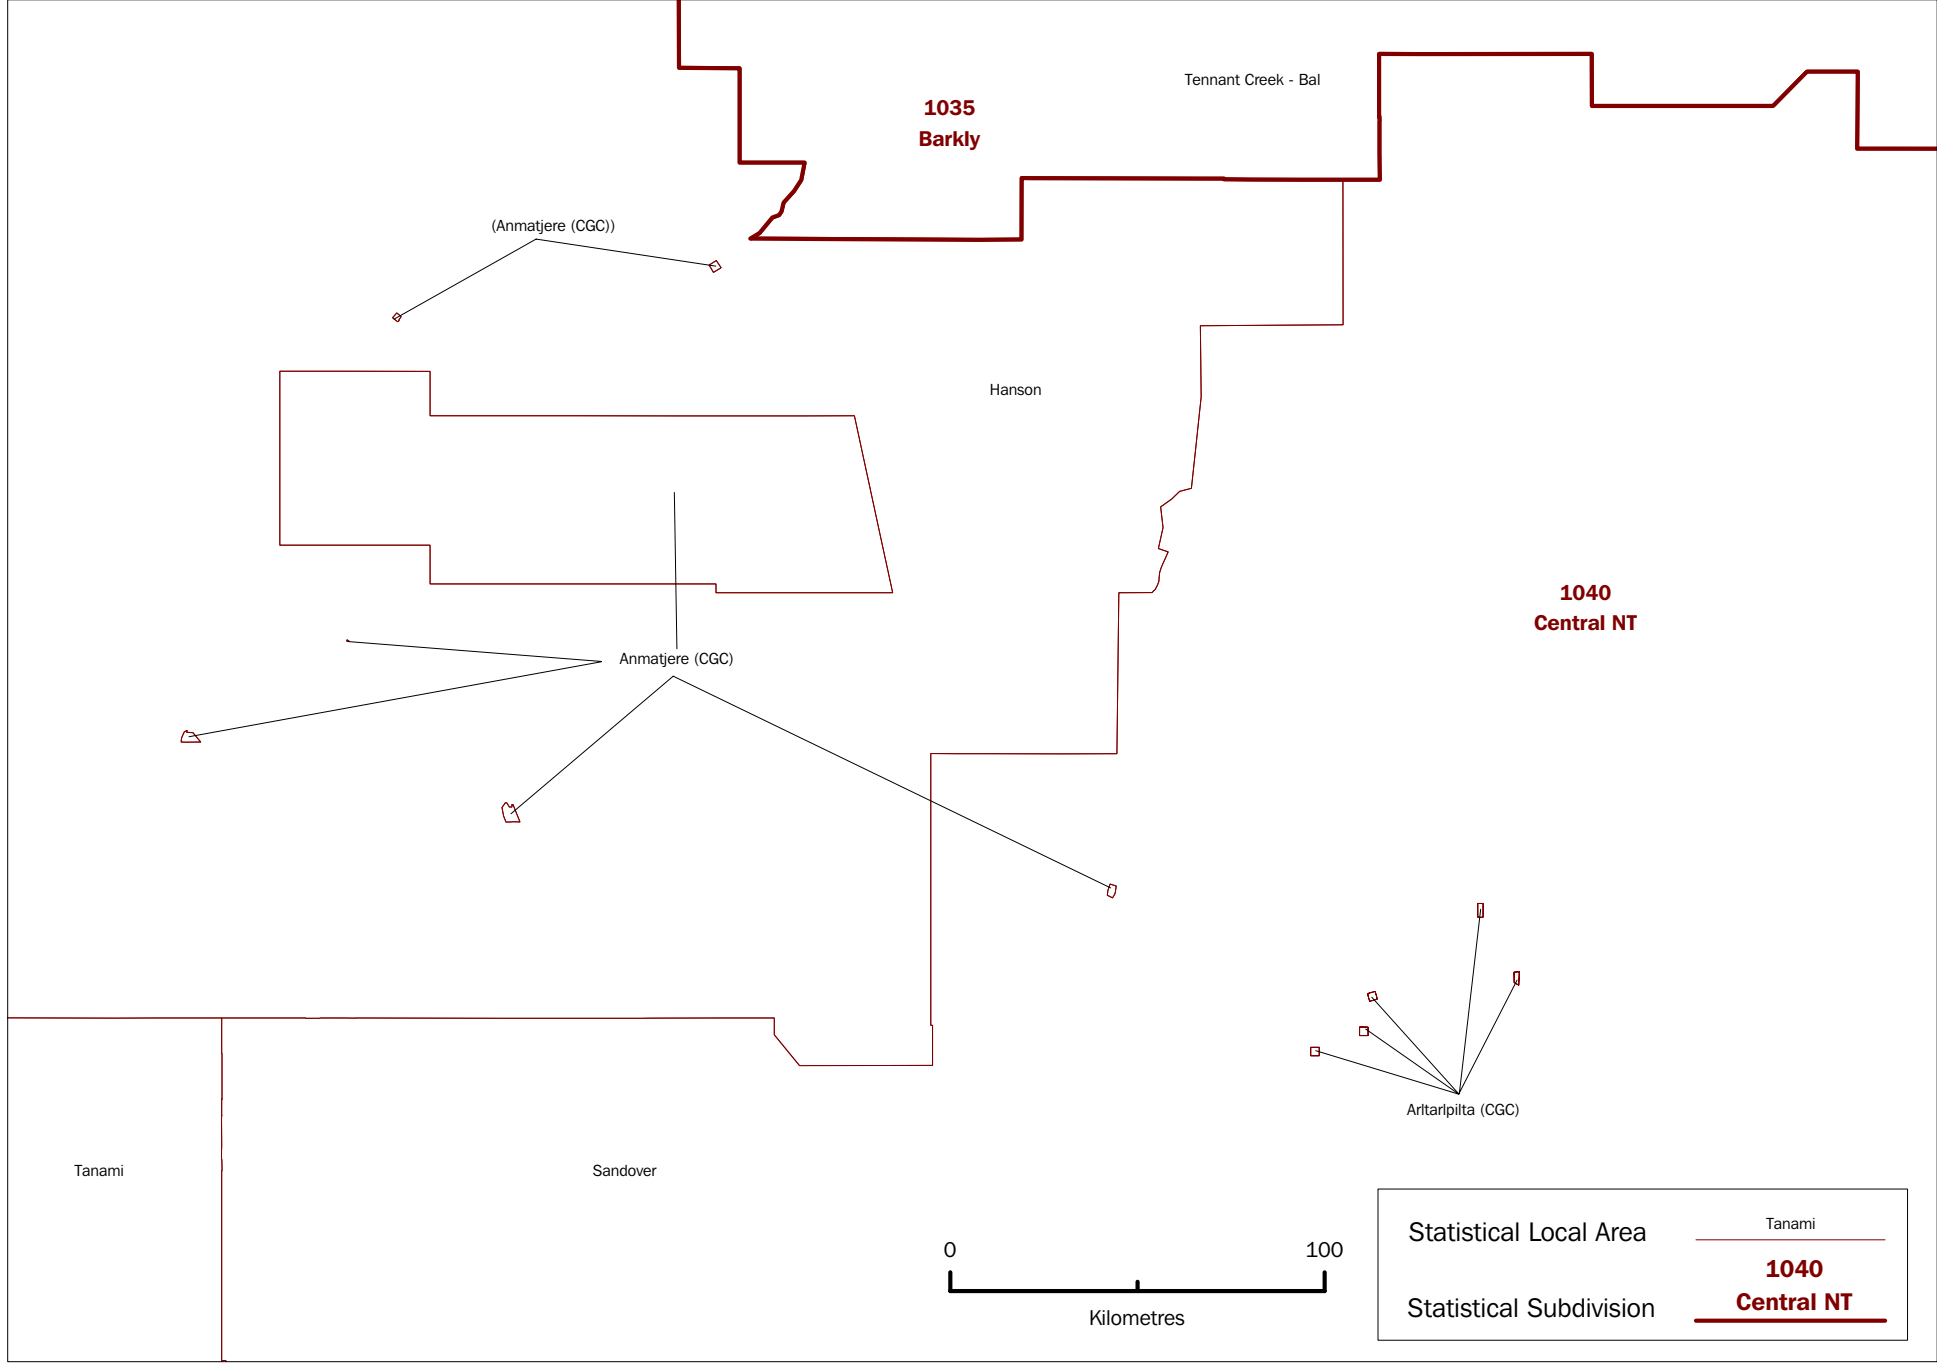 Tennant Creek - Bal
1035
Barkly
(Anmatjere (CGC))
Hanson
1040
Central NT
Anmatjere (CGC)
Arltarlpilta (CGC)
Tanami
Sandover
0
100
Kilometres
Statistical Local Area
Tanami
1040
Central NT
Statistical Subdivision